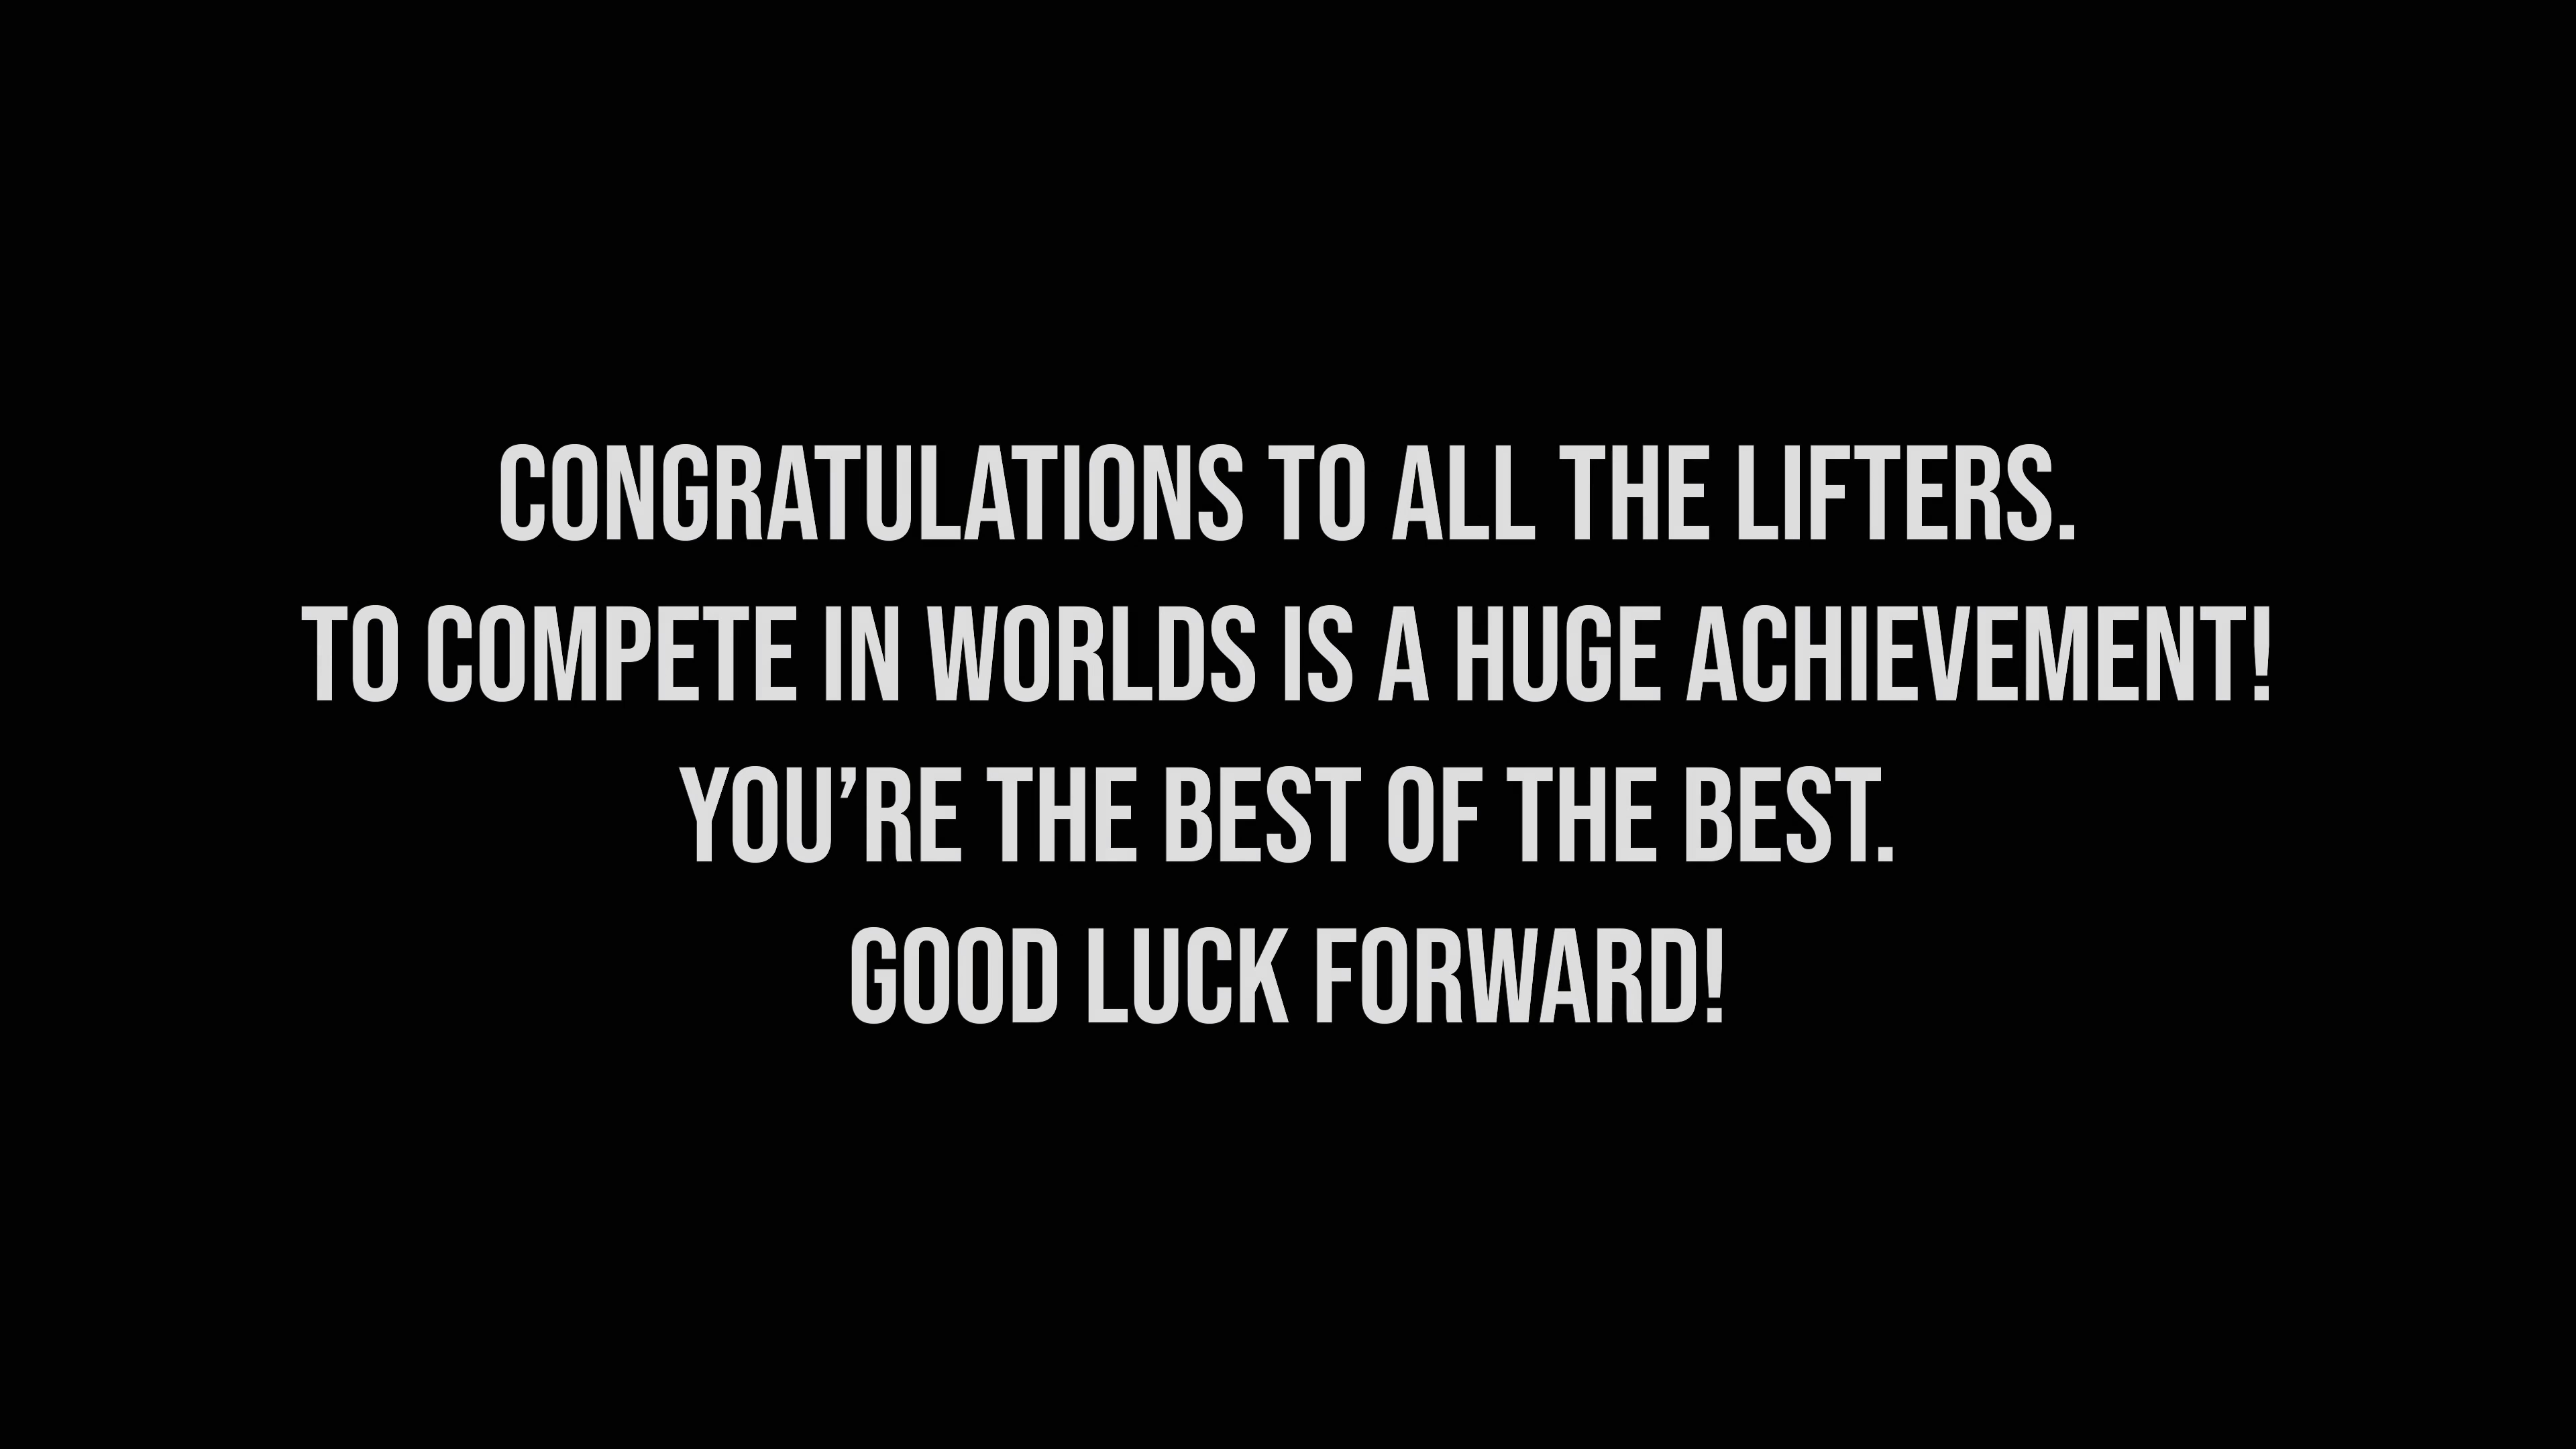 CONGRATULATIONS TO ALL THE LIFTERS.
TO COMPETE IN WORLDS IS A HUGE ACHIEVEMENT!
YOU’RE THE BEST OF THE BEST.
GOOD LUCK FORWARD!